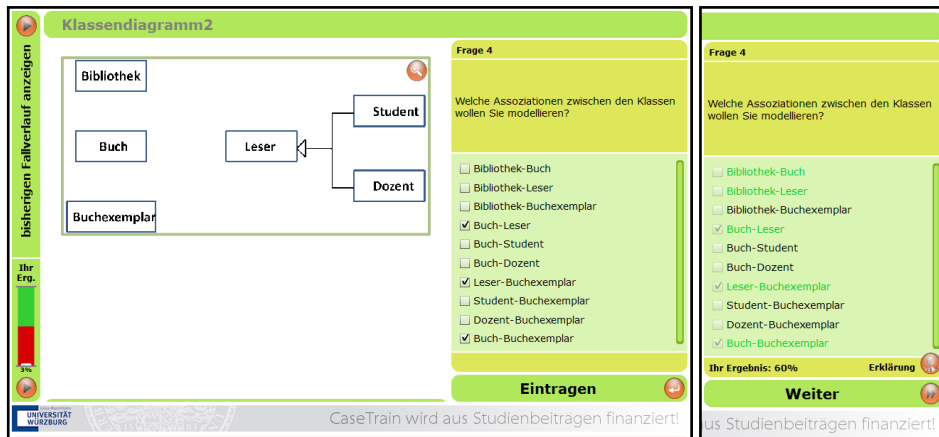 Klassendiagramm2
bisherigen Fallverlauf anzeigen
Ihr
Erg.
3%
Bibliothek
Buch
Buchexemplar
Leser
Student
Dozent
Frage 4
Welche Assoziationen zwischen den Klassen
wollen Sie modellieren?
Bibliothek-Buch
Bibliothek-Leser
Bibliothek-Buchexemplar
Buch-Leser
Buch-Student
Buch-Dozent
Leser-Buchexemplar
Student-Buchexemplar
Dozent-Buchexemplar
Buch-Buchexemplar
Eintragen
UNIVERSITÄT
WÜRZBURG
CaseTrain wird aus Studienbeiträgen finanziert!
Frage 4
Welche Assoziationen zwischen den Klassen
wollen Sie modellieren?
Bibliothek-Buch
Bibliothek-Leser
Bibliothek-Buchexemplar
Buch-Leser
Buch-Student
Buch-Dozent
Leser-Buchexemplar
Student-Buchexemplar
Dozent-Buchexemplar
Buch-Buchexemplar
Ihr Ergebnis: 60%
Erklärung
Weiter
us Studienbeiträgen finanziert!